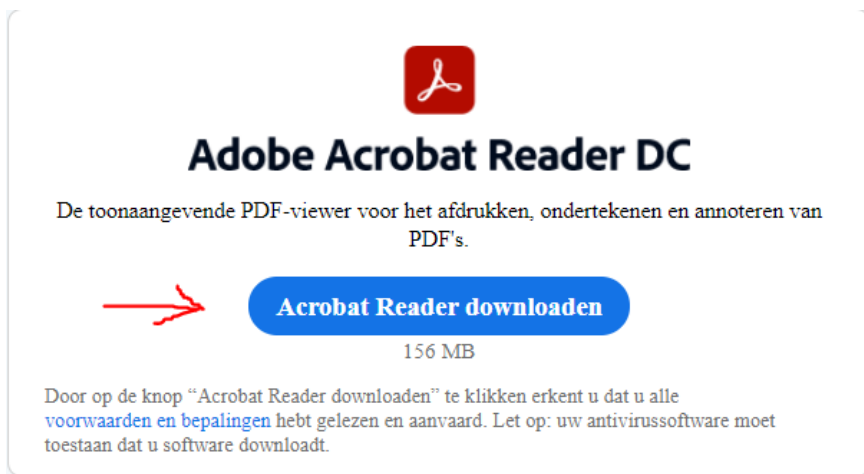 Adobe Acrobat Reader DC
De toonaangevende PDF-viewer voor het afdrukken, ondertekenen en annoteren van
PDF's.
Acrobat Reader downloaden
156 MB
Door op de knop “Acrobat Reader downloaden” te klikken erkent u dat u alle
voorwaarden en bepalingen hebt gelezen en aanvaard. Let op: uw antivirussoftware moet
toestaan dat u software downloadt.